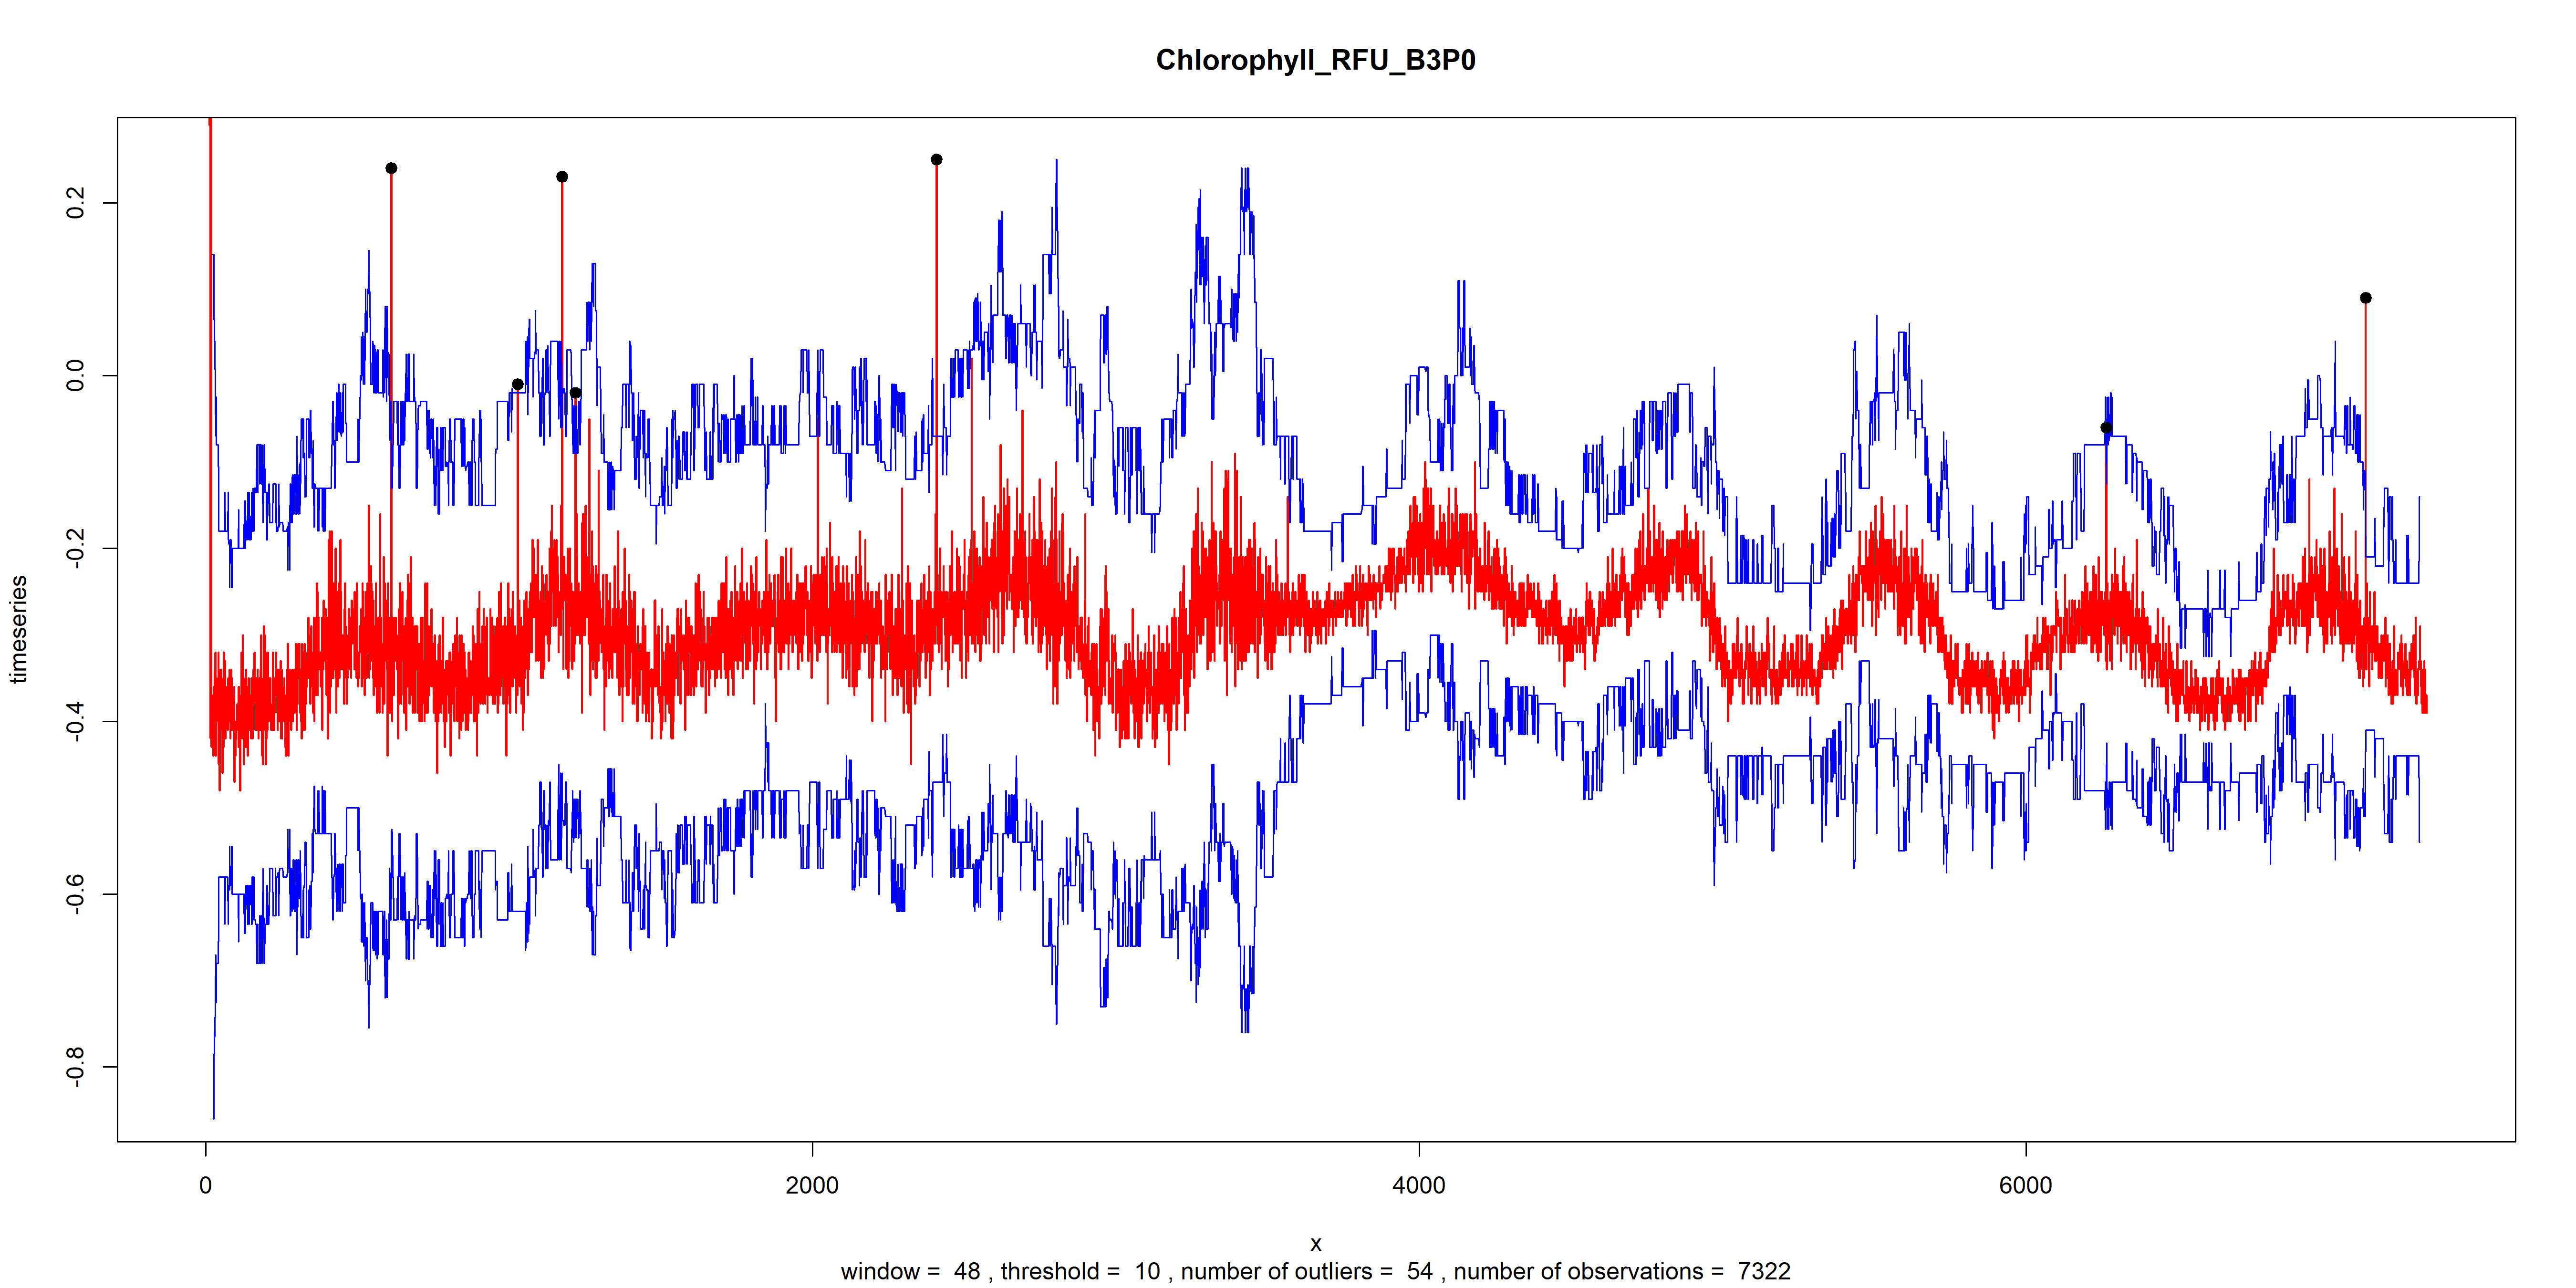 Chlorophyll_RFU_B3P0
timeseries
0.2
0.0
-0.2
-0.4
-0.6
-0.8
0
2000
4000
6000
x
window =  48 , threshold =  10 , number of outliers =  54 , number of observations =  7322